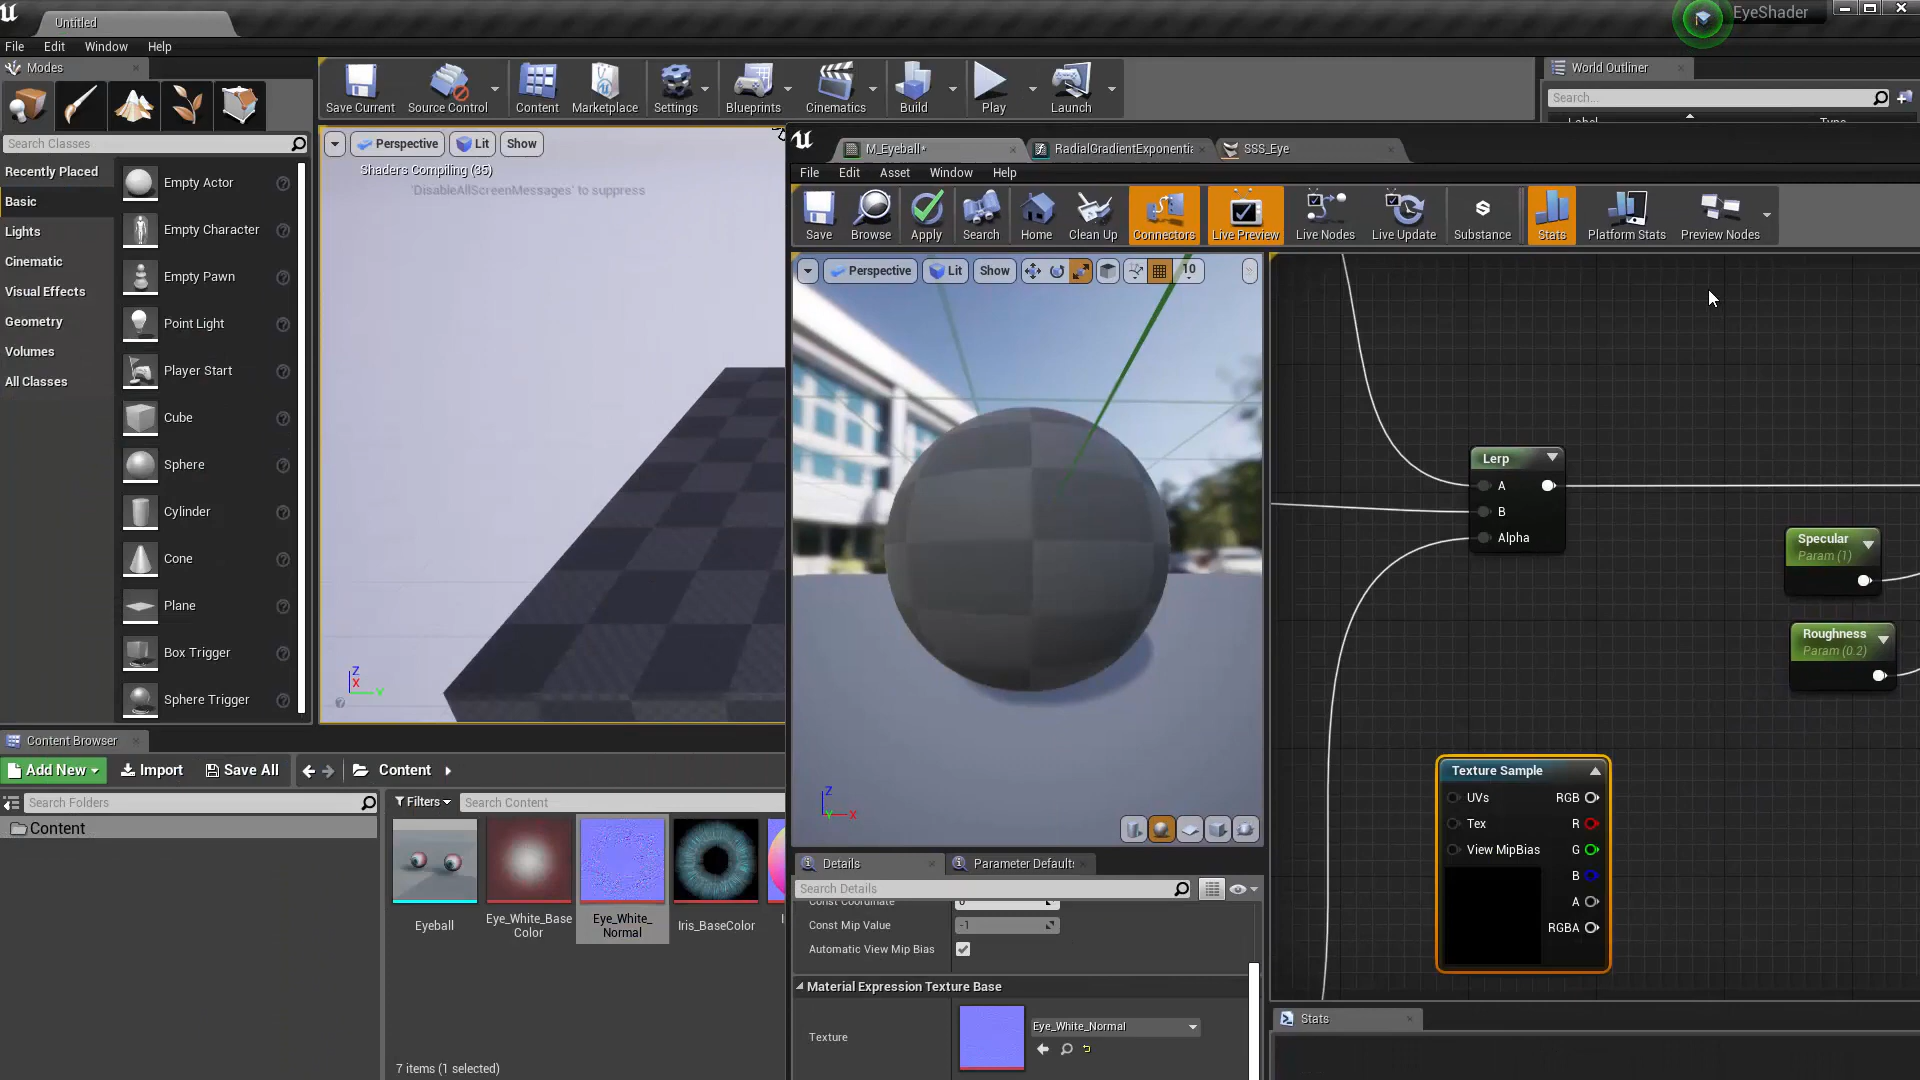 Untitled
EyeShader
File Edit Window Help
Modes
Search Classes
Recently Placed
Basic
Lights
Cinematic
Visual Effects
Geometry
Volumes
All Classes
Empty Actor
Empty Character
Empty Pawn
Point Light
Player Start
Cube
Sphere
Cylinder
Cone
Plane
Box Trigger
Sphere Trigger
Save Current Source Control Content Marketplace Settings Blueprints Cinematics Build Play Launch
Perspective Lit Show
Shaders Compiling (35)
'DisableAllScreenMessages' to suppress
World Outliner
Search...
Label Type
M_Eyeball* RadialGradientExponentia SSS_Eye
File Edit Asset Window Help
Save Browse Apply Search Home Clean Up Connectors Live Preview Live Nodes Live Update Substance Stats Platform Stats Preview Nodes
Perspective Lit Show 10
Lerp
A
B
Alpha
Specular
Param (1)
Roughness
Param (0.2)
Texture Sample
UVs RGB
Tex R
View MipBias G
B
A
RGBA
Z
X
Y
Z
Y X
Content Browser
Add New Import Save All Content
Search Folders
Content
Filters Search Content
Eyeball
Eye_White_Base
Color
Eye_White_
Normal
Iris_BaseColor
7 items (1 selected)
Details Parameter Default
Search Details
Const Coordinate 0
Const Mip Value -1
Automatic View Mip Bias
Material Expression Texture Base
Texture
Eye_White_Normal
Stats